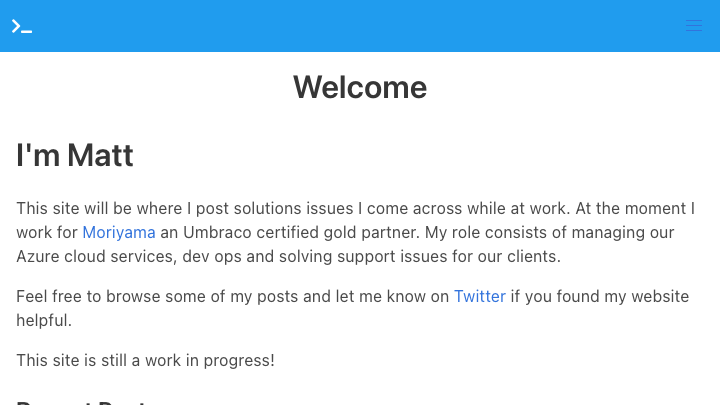 Welcome
I'm Matt
This site will be where I post solutions issues I come across while at work. At the moment I
work for Moriyama an Umbraco certified gold partner. My role consists of managing our
Azure cloud services, dev ops and solving support issues for our clients.
Feel free to browse some of my posts and let me know on Twitter if you found my website
helpful.
This site is still a work in progress!